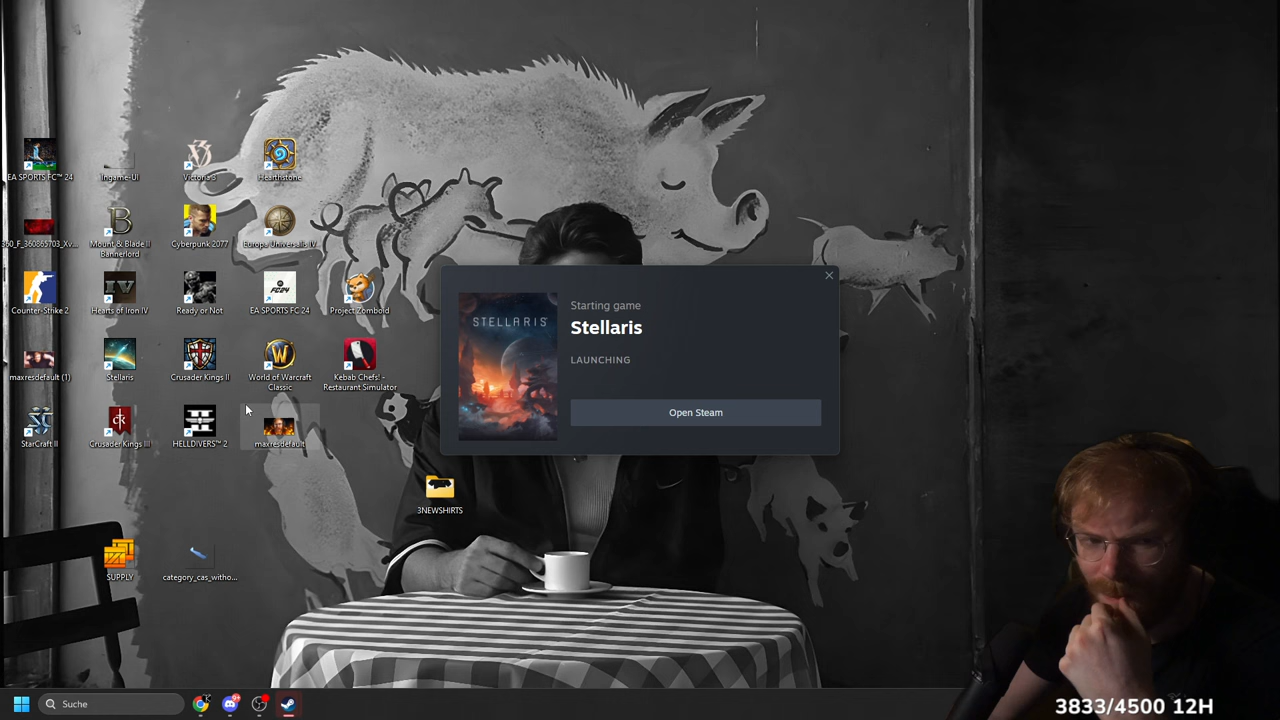 EA SPORTS FC™ 24
Ingame-UI
Victoria 3
Hearthstone
360_F_360865703_Xv...
Mount & Blade II
Bannerlord
Cyberpunk 2077
Europa Universalis IV
Counter-Strike 2
Hearts of Iron IV
Ready or Not
EA SPORTS FC 24
Project Zomboid
maxresdefault (1)
Stellaris
Crusader Kings II
World of Warcraft
Classic
Kebab Chefs! -
Restaurant Simulator
StarCraft II
Crusader Kings III
HELLDIVERS™ 2
maxresdefault
3NEWSHIRTS
SUPPLY
category_cas_witho...
STELLARIS
Starting game
Stellaris
LAUNCHING
Open Steam
Suche
3833/4500 12H